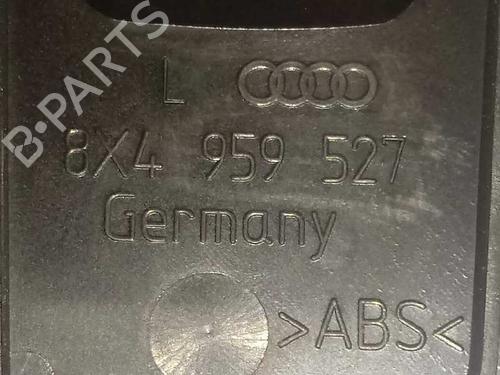 B-PARTS
L
8X4 959 527
Germany
>ABS<